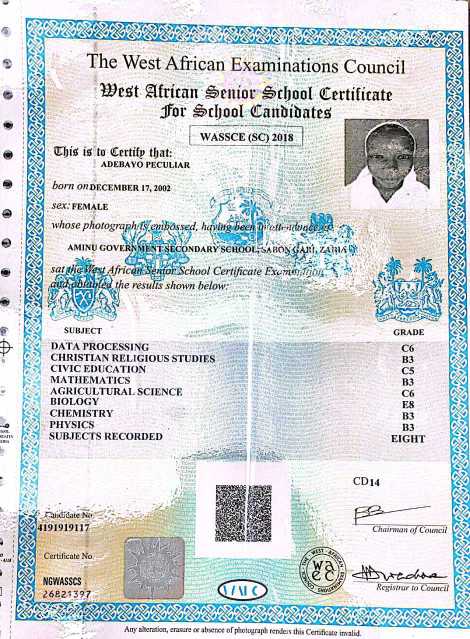 The West African Examinations Council
West African Senior School Certificate
For School Candidates
WASSCE (SC) 2018
This is to Certify that:
ADEBAYO PECULIAR
born on DECEMBER 17, 2002
sex: FEMALE
whose photograph is embossed, having been in attendance at
AMINU GOVERNMENT SECONDARY SCHOOL, SABON GARI, ZARIA
sat the West African Senior School Certificate Examination
and obtained the results shown below:
SUBJECT GRADE
DATA PROCESSING C6
CHRISTIAN RELIGIOUS STUDIES B3
CIVIC EDUCATION C5
MATHEMATICS B3
AGRICULTURAL SCIENCE C6
BIOLOGY E8
CHEMISTRY B3
PHYSICS B3
SUBJECTS RECORDED EIGHT
CD14
Chairman of Council
Candidate No.
4191919117
Certificate No.
NGWASSCS
26821397
THE WEST AFRICAN EXAMINATIONS COUNCIL
waec
Registrar to Council
Any alteration, erasure or absence of photograph renders this Certificate invalid.